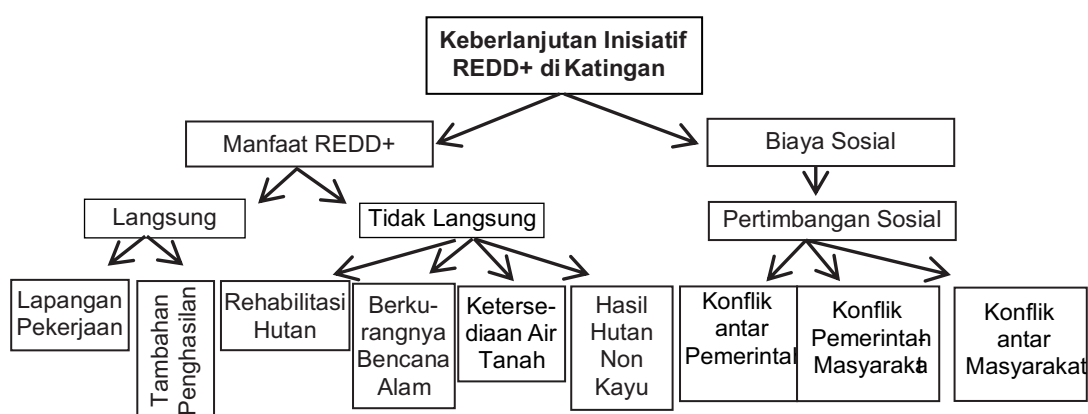 Keberlanjutan Inisiatif
REDD+ di Katingan
Manfaat REDD+
Biaya Sosial
Langsung
Tidak Langsung
Pertimbangan Sosial
Lapangan
Pekerjaan
Tambahan
Penghasilan
Rehabilitasi
Hutan
Berku-
rangnya
Bencana
Alam
Keterse-
diaan Air
Tanah
Hasil
Hutan
Non
Kayu
Konflik
antar
Pemerintal
Konflik
Pemerintah-
Masyarakta
Konflik
antar
Masyarakat